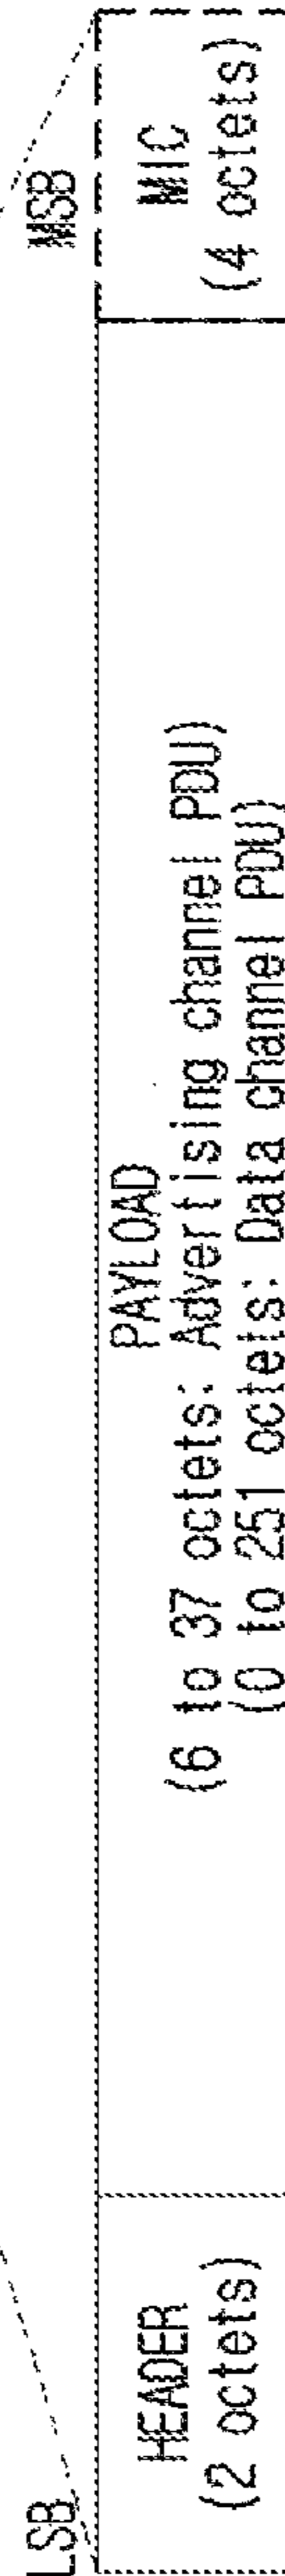 LSB
MSB
HEADER
(2 octets)
PAYLOAD
(6 to 37 octets: Advertising channel PDU)
(0 to 251 octets: Data channel PDU)
MIC
(4 octets)